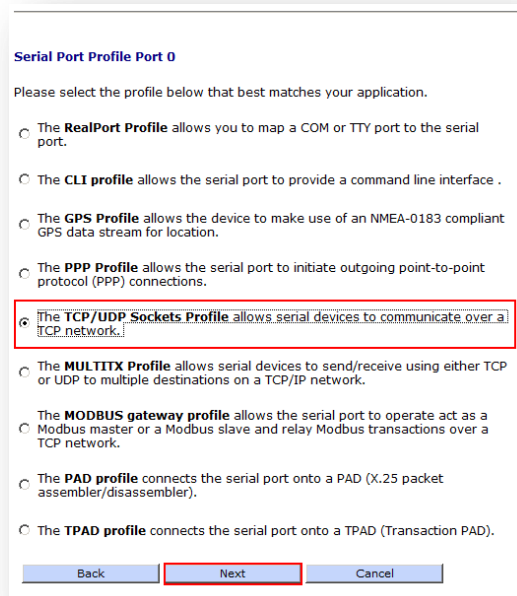 Serial Port Profile Port 0
Please select the profile below that best matches your application.
The RealPort Profile allows you to map a COM or TTY port to the serial
port.
The CLI profile allows the serial port to provide a command line interface .
The GPS Profile allows the device to make use of an NMEA-0183 compliant
GPS data stream for location.
The PPP Profile allows the serial port to initiate outgoing point-to-point
protocol (PPP) connections.
The TCP/UDP Sockets Profile allows serial devices to communicate over a
TCP network.
The MULTITX Profile allows serial devices to send/receive using either TCP
or UDP to multiple destinations on a TCP/IP network.
The MODBUS gateway profile allows the serial port to operate act as a
Modbus master or a Modbus slave and relay Modbus transactions over a
TCP network.
The PAD profile connects the serial port onto a PAD (X.25 packet
assembler/disassembler).
The TPAD profile connects the serial port onto a TPAD (Transaction PAD).
Back Next Cancel